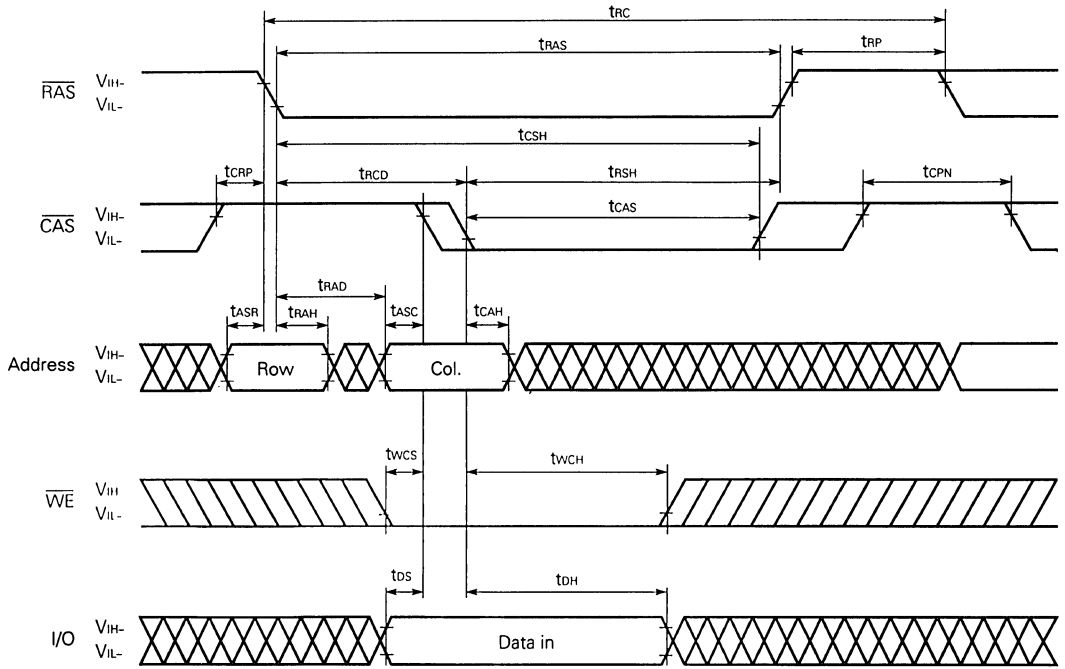 tRC
tRAS
tRP
RAS
VIH-
VIL-
tCSH
tCRP
tRCD
tRSH
tCPN
CAS
VIH-
VIL-
tCAS
tRAD
tASR
tRAH
tASC
tCAH
Address
VIH-
VIL-
Row
Col.
tWCS
tWCH
WE
VIH
VIL-
tDS
tDH
I/O
VIH-
VIL-
Data in